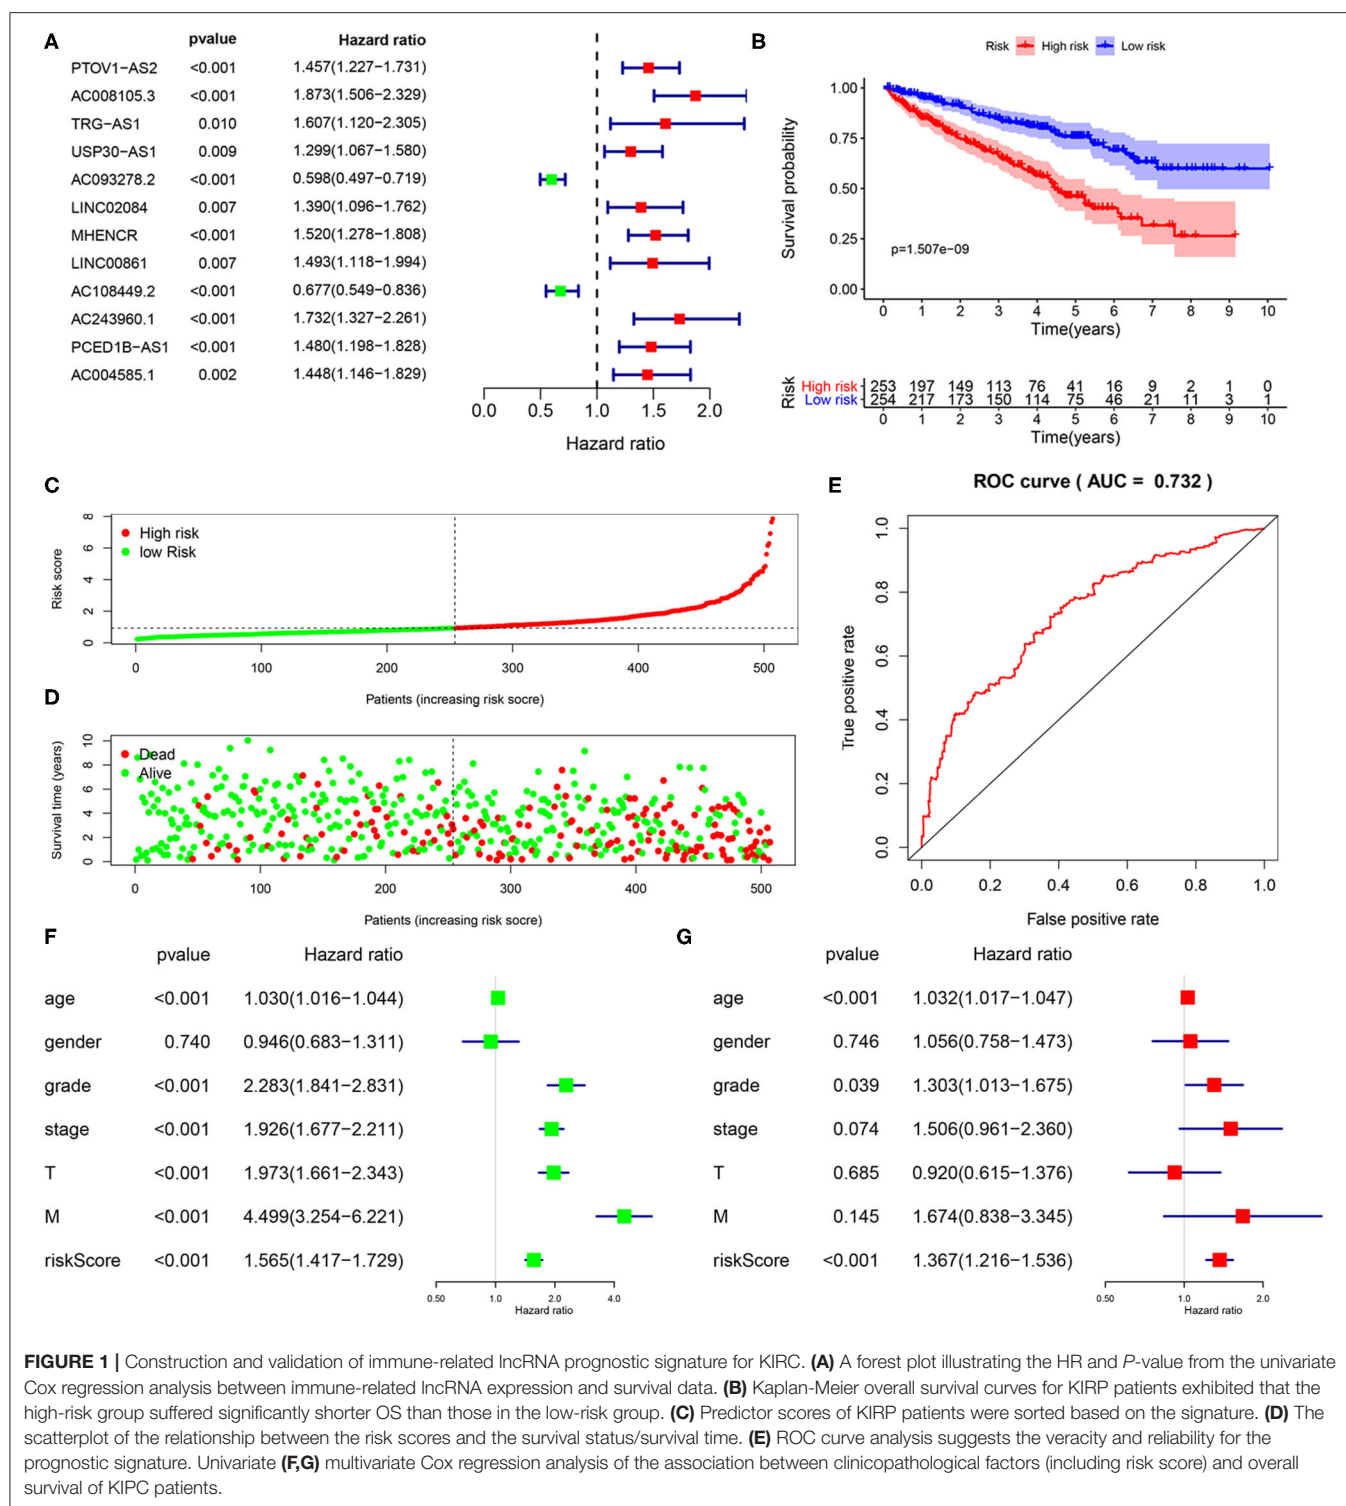 A
pvalue Hazard ratio
PTOV1−AS2 <0.001 1.457(1.227−1.731)
AC008105.3 <0.001 1.873(1.506−2.329)
TRG−AS1 0.010 1.607(1.120−2.305)
USP30−AS1 0.009 1.299(1.067−1.580)
AC093278.2 <0.001 0.598(0.497−0.719)
LINC02084 0.007 1.390(1.096−1.762)
MHENCR <0.001 1.520(1.278−1.808)
LINC00861 0.007 1.493(1.118−1.994)
AC108449.2 <0.001 0.677(0.549−0.836)
AC243960.1 <0.001 1.732(1.327−2.261)
PCED1B−AS1 <0.001 1.480(1.198−1.828)
AC004585.1 0.002 1.448(1.146−1.829)
0.0 0.5 1.0 1.5 2.0
Hazard ratio
B
Risk High risk Low risk
Survival probability
1.00
0.75
0.50
0.25
0.00
p=1.507e−09
0 1 2 3 4 5 6 7 8 9 10
Time(years)
Risk
High risk 253 197 149 113 76 41 16 9 2 1 0
Low risk 254 217 173 150 114 75 46 21 11 3 1
0 1 2 3 4 5 6 7 8 9 10
Time(years)
C
Risk score
8
6
4
2
0
High risk
low Risk
0 100 200 300 400 500
Patients (increasing risk socre)
D
Survival time (years)
10
8
6
4
2
0
Dead
Alive
0 100 200 300 400 500
Patients (increasing risk socre)
E
ROC curve ( AUC = 0.732 )
True positive rate
1.0
0.8
0.6
0.4
0.2
0.0
0.0 0.2 0.4 0.6 0.8 1.0
False positive rate
F
pvalue Hazard ratio
age <0.001 1.030(1.016−1.044)
gender 0.740 0.946(0.683−1.311)
grade <0.001 2.283(1.841−2.831)
stage <0.001 1.926(1.677−2.211)
T <0.001 1.973(1.661−2.343)
M <0.001 4.499(3.254−6.221)
riskScore <0.001 1.565(1.417−1.729)
0.50 1.0 2.0 4.0
Hazard ratio
G
pvalue Hazard ratio
age <0.001 1.032(1.017−1.047)
gender 0.746 1.056(0.758−1.473)
grade 0.039 1.303(1.013−1.675)
stage 0.074 1.506(0.961−2.360)
T 0.685 0.920(0.615−1.376)
M 0.145 1.674(0.838−3.345)
riskScore <0.001 1.367(1.216−1.536)
0.50 1.0 2.0
Hazard ratio
FIGURE 1 | Construction and validation of immune-related lncRNA prognostic signature for KIRC. (A) A forest plot illustrating the HR and P-value from the univariate
Cox regression analysis between immune-related lncRNA expression and survival data. (B) Kaplan-Meier overall survival curves for KIRP patients exhibited that the
high-risk group suffered significantly shorter OS than those in the low-risk group. (C) Predictor scores of KIRP patients were sorted based on the signature. (D) The
scatterplot of the relationship between the risk scores and the survival status/survival time. (E) ROC curve analysis suggests the veracity and reliability for the
prognostic signature. Univariate (F,G) multivariate Cox regression analysis of the association between clinicopathological factors (including risk score) and overall
survival of KIPC patients.